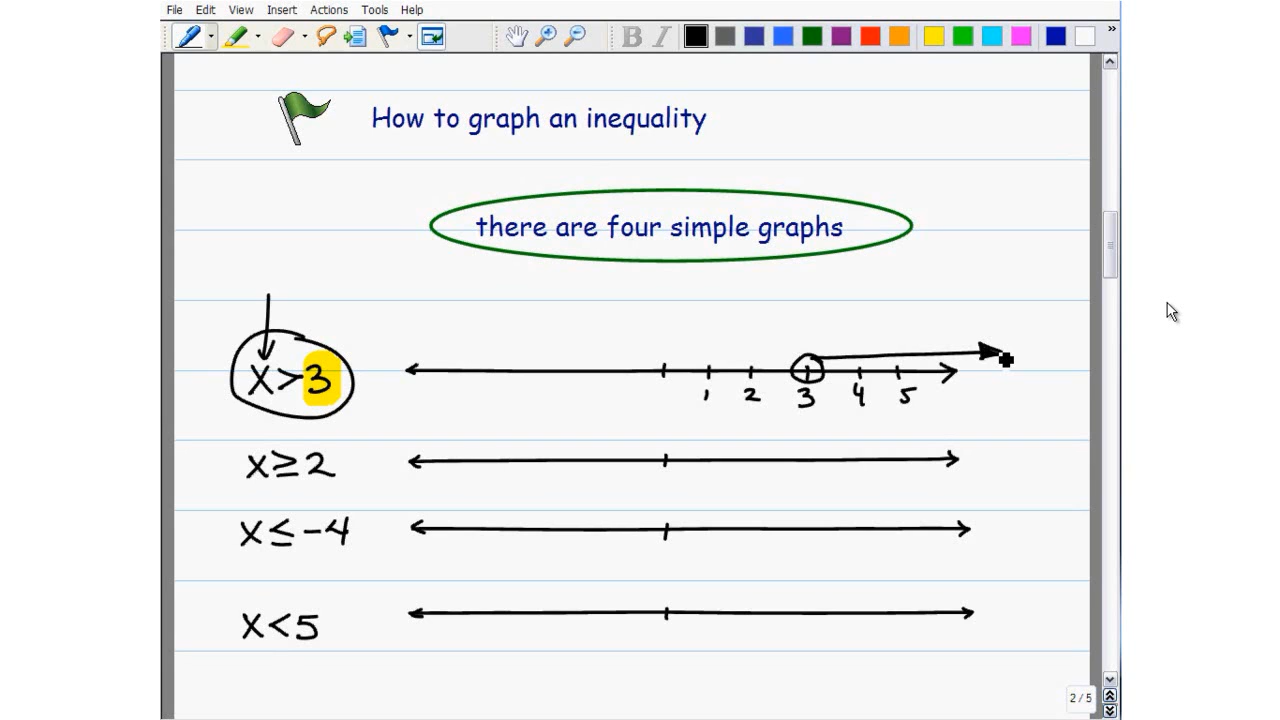 File Edit View Insert Actions Tools Help
B I »
How to graph an inequality
there are four simple graphs
x>3
1 2 3 4 5
x≥2
x≤-4
x<5
2/5